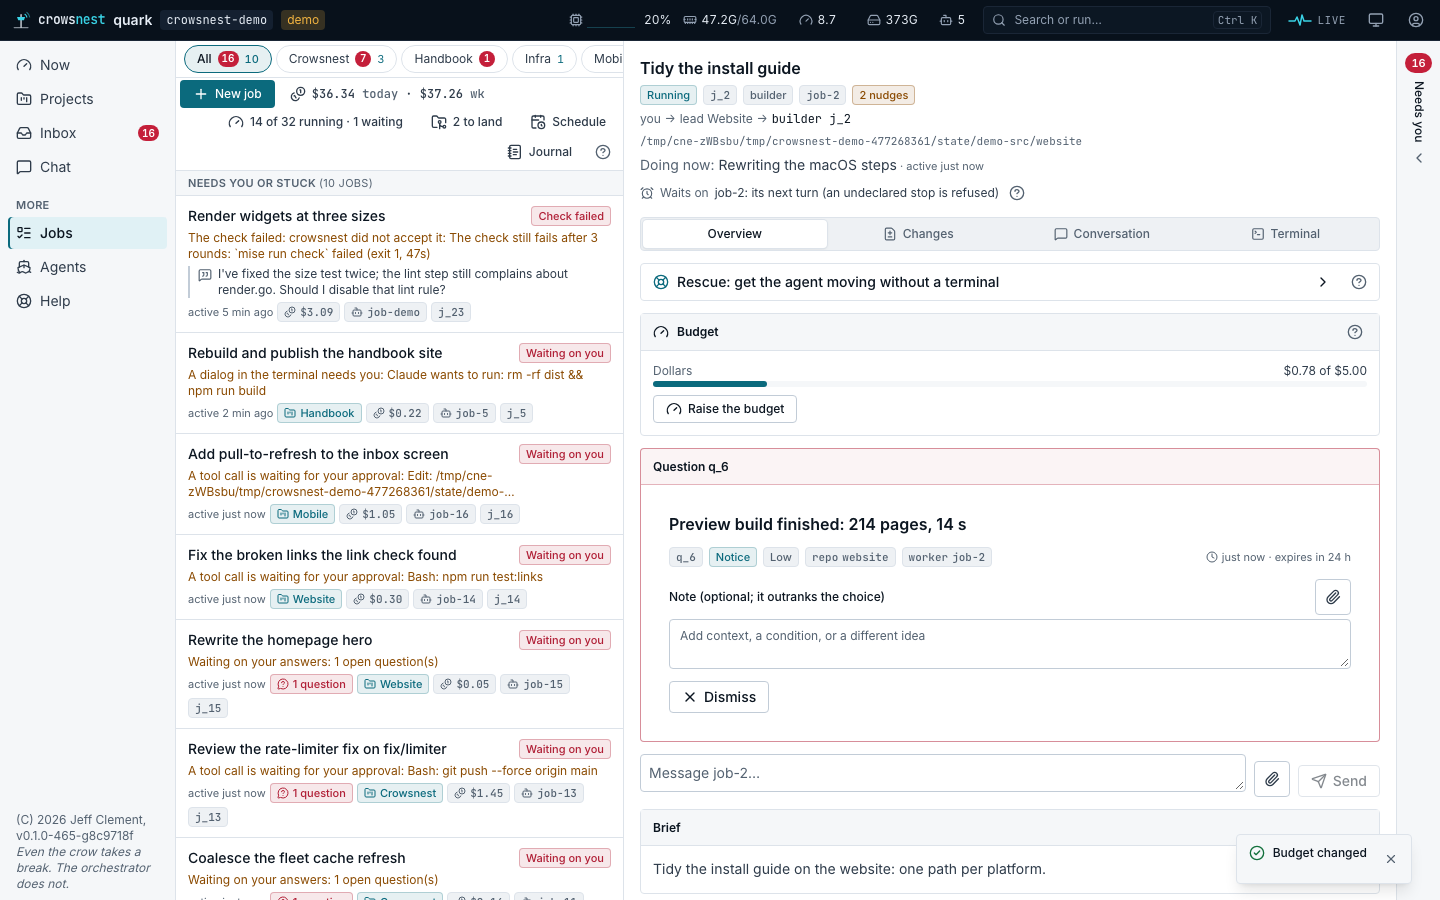 crowsnest quark crowsnest-demo demo
20% 47.2G/64.0G 8.7 373G 5
Search or run... Ctrl K
LIVE
Now
Projects
Inbox 16
Chat
MORE
Jobs
Agents
Help
(C) 2026 Jeff Clement,
v0.1.0-465-g8c9718f
Even the crow takes a
break. The orchestrator
does not.
All 16 10
Crowsnest 7 3
Handbook 1
Infra 1
Mobi
New job
$36.34 today · $37.26 wk
14 of 32 running · 1 waiting
2 to land
Schedule
Journal
NEEDS YOU OR STUCK (10 JOBS)
Render widgets at three sizes
Check failed
The check failed: crowsnest did not accept it: The check still fails after 3
rounds: `mise run check` failed (exit 1, 47s)
I've fixed the size test twice; the lint step still complains about
render.go. Should I disable that lint rule?
active 5 min ago $3.09 job-demo j_23
Rebuild and publish the handbook site
Waiting on you
A dialog in the terminal needs you: Claude wants to run: rm -rf dist &&
npm run build
active 2 min ago Handbook $0.22 job-5 j_5
Add pull-to-refresh to the inbox screen
Waiting on you
A tool call is waiting for your approval: Edit: /tmp/cne-
zWBsbu/tmp/crowsnest-demo-477268361/state/demo-...
active just now Mobile $1.05 job-16 j_16
Fix the broken links the link check found
Waiting on you
A tool call is waiting for your approval: Bash: npm run test:links
active just now Website $0.30 job-14 j_14
Rewrite the homepage hero
Waiting on you
Waiting on your answers: 1 open question(s)
active just now 1 question Website $0.05 job-15
j_15
Review the rate-limiter fix on fix/limiter
Waiting on you
A tool call is waiting for your approval: Bash: git push --force origin main
active just now 1 question Crowsnest $1.45 job-13
j_13
Coalesce the fleet cache refresh
Waiting on you
Waiting on your answers: 1 open question(s)
Tidy the install guide
Running j_2 builder job-2 2 nudges
you → lead Website → builder j_2
/tmp/cne-zWBsbu/tmp/crowsnest-demo-477268361/state/demo-src/website
Doing now: Rewriting the macOS steps · active just now
Waits on job-2: its next turn (an undeclared stop is refused)
Overview
Changes
Conversation
Terminal
Rescue: get the agent moving without a terminal
Budget
Dollars $0.78 of $5.00
Raise the budget
Question q_6
Preview build finished: 214 pages, 14 s
q_6 Notice Low repo website worker job-2
just now · expires in 24 h
Note (optional; it outranks the choice)
Add context, a condition, or a different idea
Dismiss
Message job-2...
Send
Brief
Tidy the install guide on the website: one path per platform.
Budget changed
16
Needs you